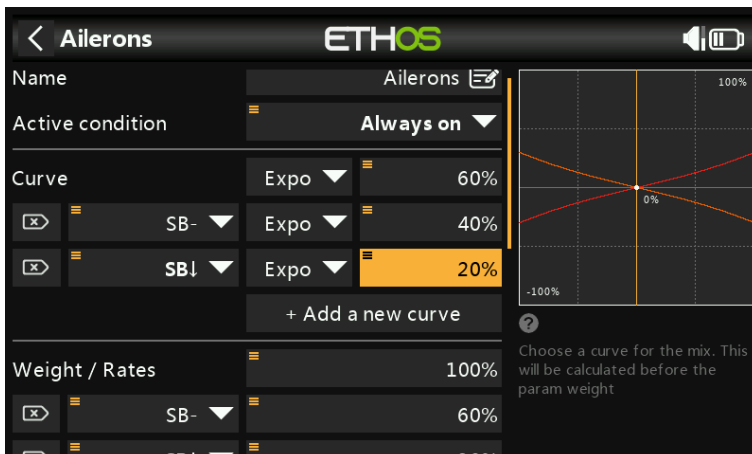 Ailerons
ETHOS
Name Ailerons
Active condition Always on
Curve Expo 60%
SB- Expo 40%
SB↓ Expo 20%
+ Add a new curve
Weight / Rates 100%
SB- 60%
100%
0%
-100%
?
Choose a curve for the mix. This
will be calculated before the
param weight